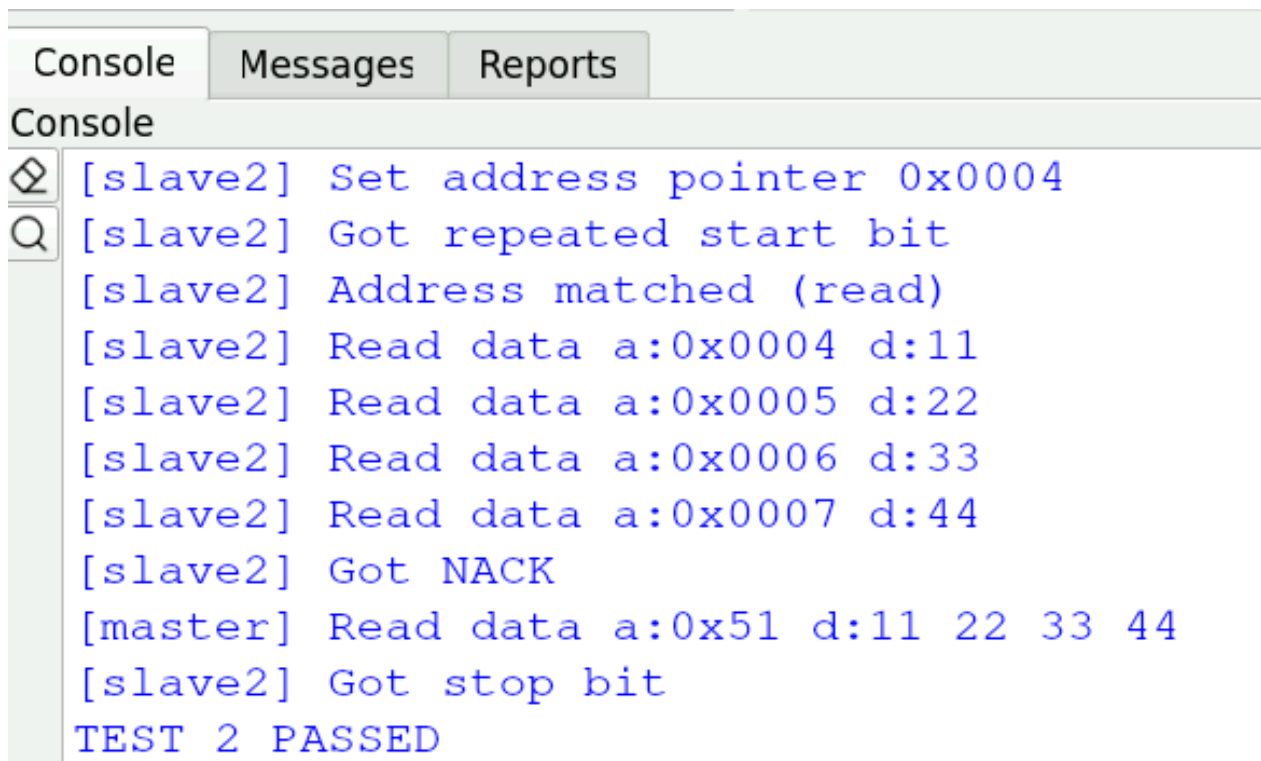 Console Messages Reports
Console
[slave2] Set address pointer 0x0004
[slave2] Got repeated start bit
[slave2] Address matched (read)
[slave2] Read data a:0x0004 d:11
[slave2] Read data a:0x0005 d:22
[slave2] Read data a:0x0006 d:33
[slave2] Read data a:0x0007 d:44
[slave2] Got NACK
[master] Read data a:0x51 d:11 22 33 44
[slave2] Got stop bit
TEST 2 PASSED